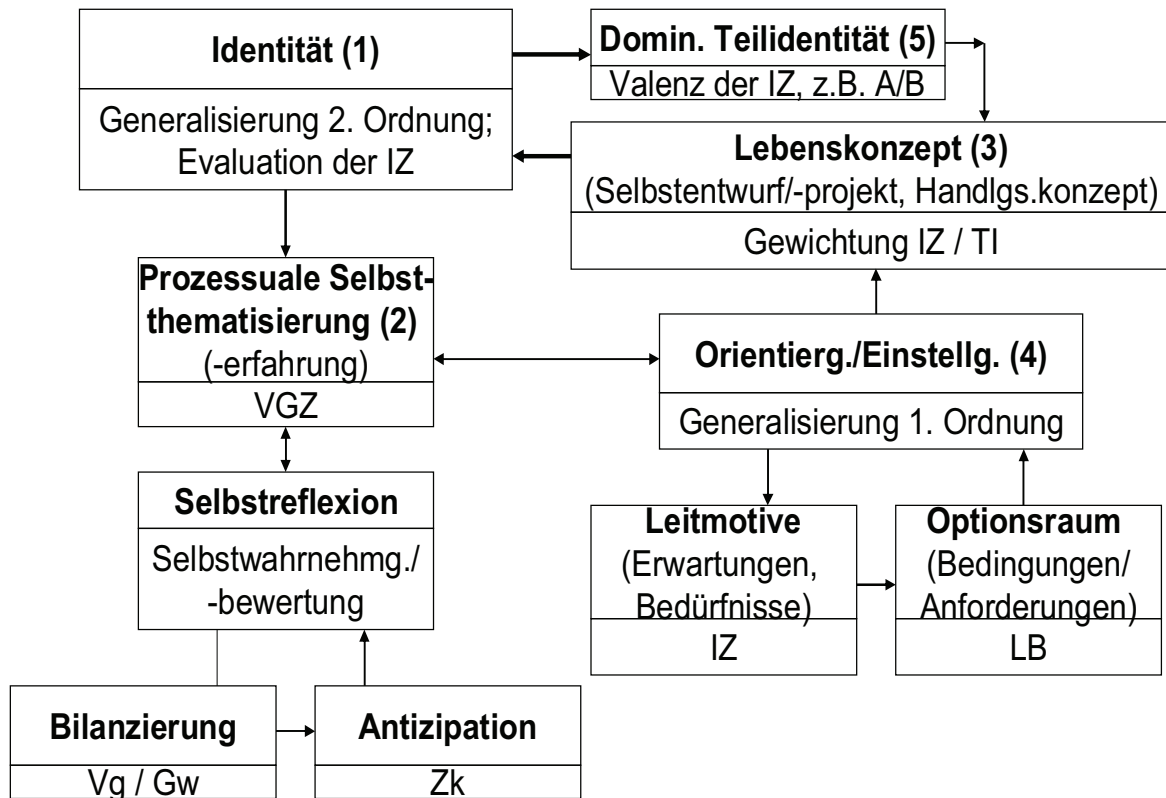 Identität (1)
Generalisierung 2. Ordnung;
Evaluation der IZ
Domin. Teilidentität (5)
Valenz der IZ, z.B. A/B
Lebenskonzept (3)
(Selbstentwurf/-projekt, Handlgs.konzept)
Gewichtung IZ / TI
Prozessuale Selbst-
thematisierung (2)
(-erfahrung)
VGZ
Orientierg./Einstellg. (4)
Generalisierung 1. Ordnung
Selbstreflexion
Selbstwahrnehmg./
-bewertung
Leitmotive
(Erwartungen,
Bedürfnisse)
IZ
Optionsraum
(Bedingungen/
Anforderungen)
LB
Bilanzierung
Vg / Gw
Antizipation
Zk